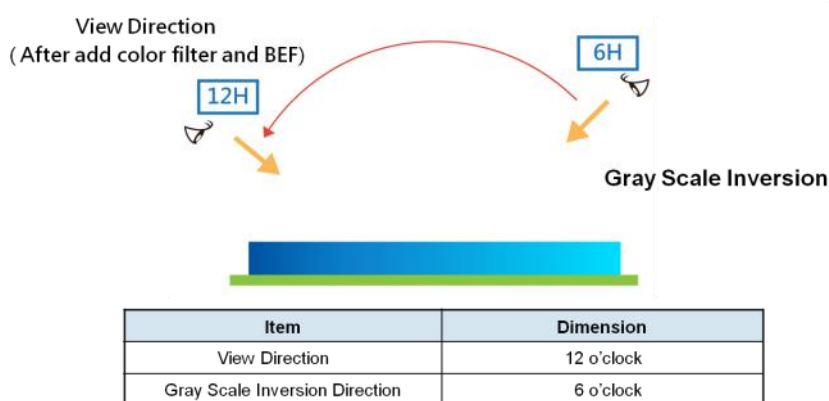 View Direction
( After add color filter and BEF)
6H
12H
Gray Scale Inversion
Item Dimension
View Direction 12 o'clock
Gray Scale Inversion Direction 6 o'clock